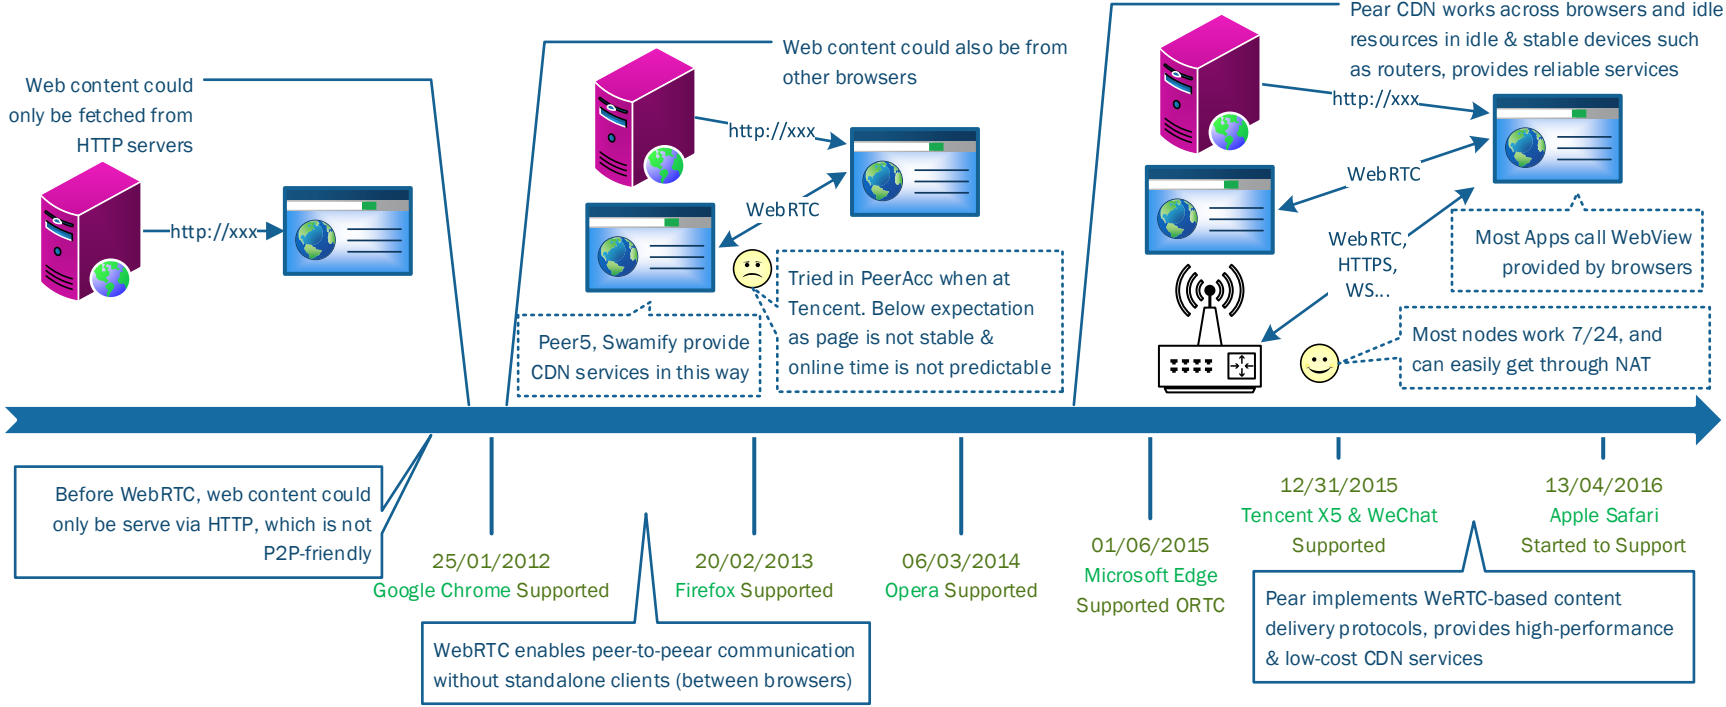 Web content could
only be fetched from
HTTP servers
http://xxx
Web content could also be from
other browsers
http://xxx
WebRTC
Peer5, Swamify provide
CDN services in this way
Tried in PeerAcc when at
Tencent. Below expectation
as page is not stable &
online time is not predictable
Pear CDN works across browsers and idle
resources in idle & stable devices such
as routers, provides reliable services
http://xxx
WebRTC
WebRTC,
HTTPS,
WS...
Most Apps call WebView
provided by browsers
Most nodes work 7/24, and
can easily get through NAT
Before WebRTC, web content could
only be serve via HTTP, which is not
P2P-friendly
25/01/2012
Google Chrome Supported
WebRTC enables peer-to-peear communication
without standalone clients (between browsers)
20/02/2013
Firefox Supported
06/03/2014
Opera Supported
01/06/2015
Microsoft Edge
Supported ORTC
12/31/2015
Tencent X5 & WeChat
Supported
13/04/2016
Apple Safari
Started to Support
Pear implements WeRTC-based content
delivery protocols, provides high-performance
& low-cost CDN services